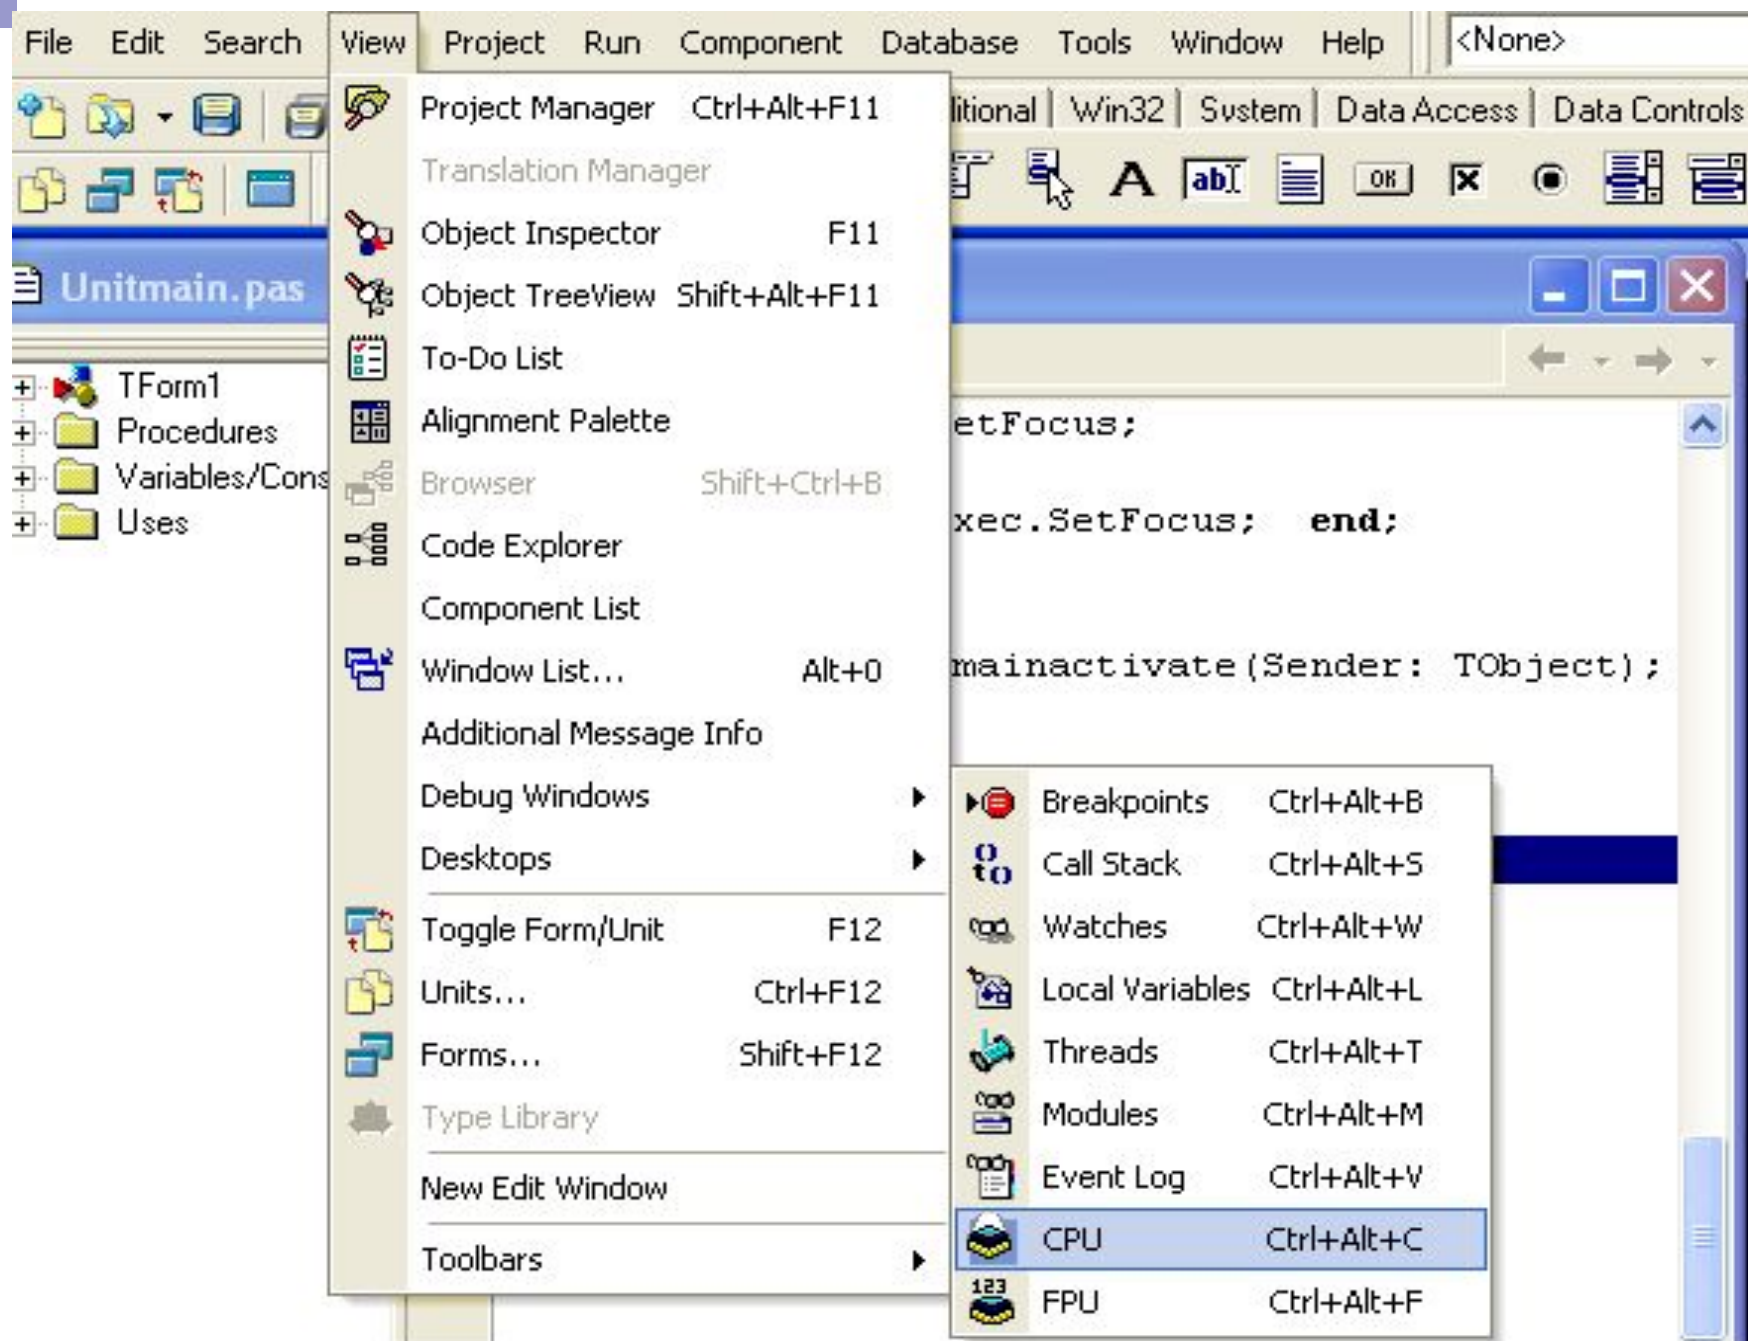 File Edit Search View Project Run Component Database Tools Window Help <None>
Project Manager Ctrl+Alt+F11
Translation Manager
Object Inspector F11
Object TreeView Shift+Alt+F11
To-Do List
Alignment Palette
Browser Shift+Ctrl+B
Code Explorer
Component List
Window List... Alt+0
Additional Message Info
Debug Windows
Desktops
Toggle Form/Unit F12
Units... Ctrl+F12
Forms... Shift+F12
Type Library
New Edit Window
Toolbars
Breakpoints Ctrl+Alt+B
Call Stack Ctrl+Alt+S
Watches Ctrl+Alt+W
Local Variables Ctrl+Alt+L
Threads Ctrl+Alt+T
Modules Ctrl+Alt+M
Event Log Ctrl+Alt+V
CPU Ctrl+Alt+C
FPU Ctrl+Alt+F
ditional Win32 System Data Access Data Controls
A ab OK
Unitmain.pas
TForm1
Procedures
Variables/Cons
Uses
etFocus;
xec.SetFocus; end;
mainactivate(Sender: TObject);
123